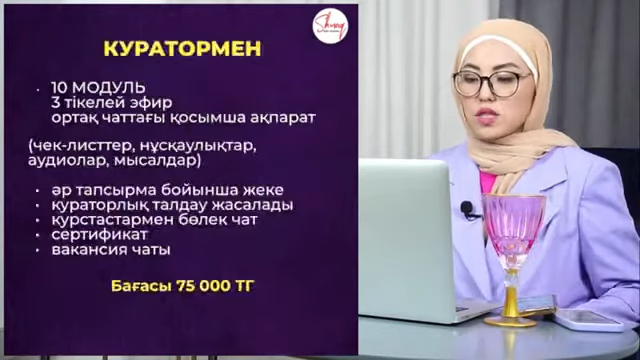 КУРАТОРМЕН
• 10 МОДУЛЬ
3 тікелей эфир
ортақ чаттағы қосымша ақпарат
(чек-листтер, нұсқаулықтар,
аудиолар, мысалдар)
• әр тапсырма бойынша жеке
• кураторлық талдау жасалады
• курстастармен бөлек чат
• сертификат
• вакансия чаты
Бағасы 75 000 ТГ